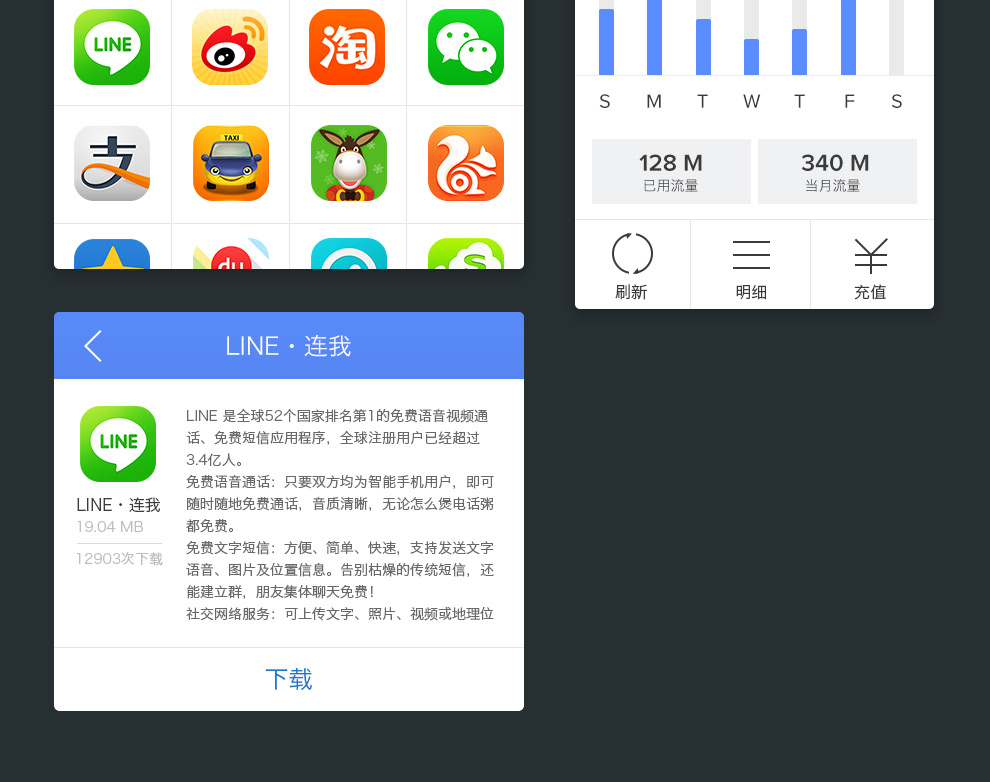 LINE
淘
支
TAXI
du
S
S M T W T F S
128 M
已用流量
340 M
当月流量
刷新
明细
充值
LINE·连我
LINE
LINE·连我
19.04 MB
12903次下载
LINE 是全球52个国家排名第1的免费语音视频通
话、免费短信应用程序，全球注册用户已经超过
3.4亿人。
免费语音通话：只要双方均为智能手机用户，即可
随时随地免费通话，音质清晰，无论怎么煲电话粥
都免费。
免费文字短信：方便、简单、快速，支持发送文字
语音、图片及位置信息。告别枯燥的传统短信，还
能建立群，朋友集体聊天免费！
社交网络服务：可上传文字、照片、视频或地理位
下载